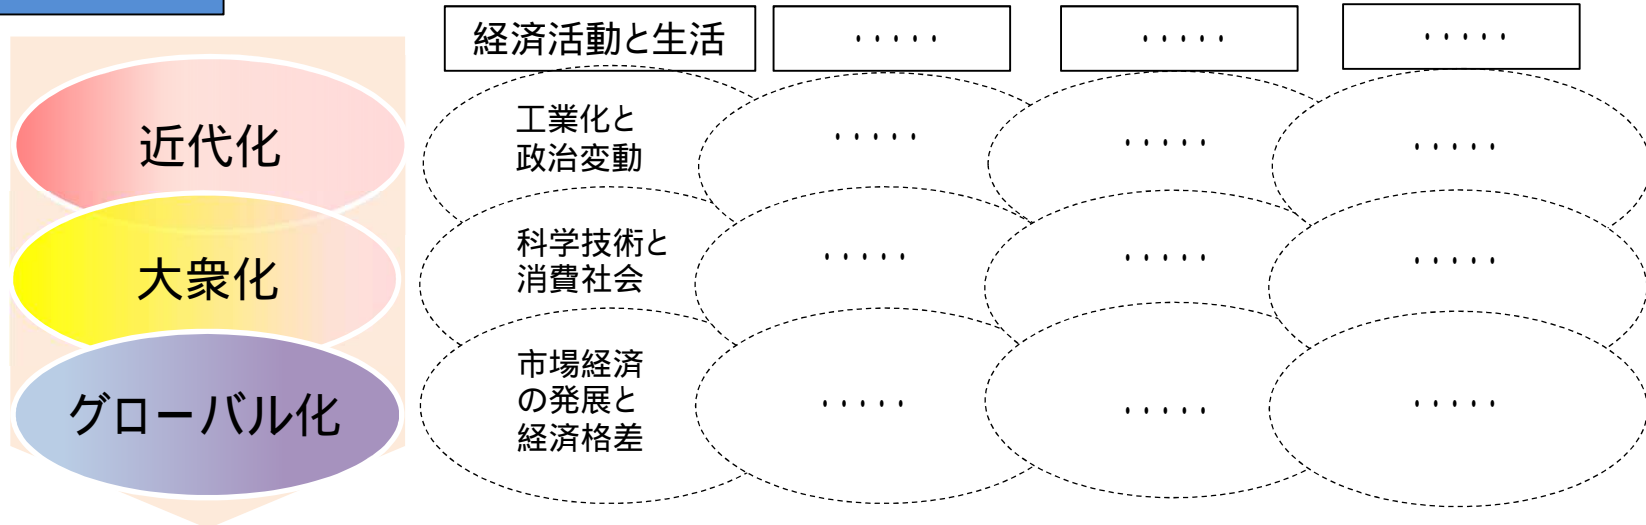 経済活動と生活
・・・・・
・・・・・
・・・・・
近代化
工業化と
政治変動
・・・・・
・・・・・
・・・・・
大衆化
科学技術と
消費社会
・・・・・
・・・・・
・・・・・
グローバル化
市場経済
の発展と
経済格差
・・・・・
・・・・・
・・・・・